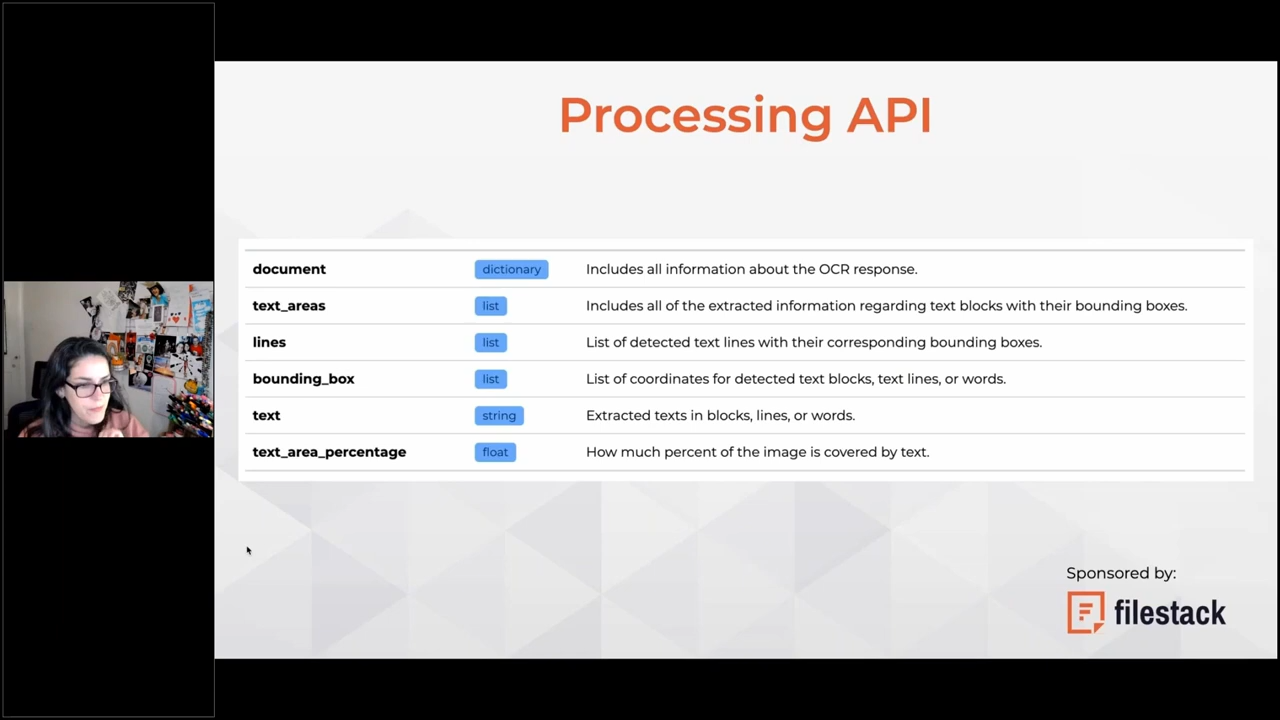 Processing API
document dictionary Includes all information about the OCR response.
text_areas list Includes all of the extracted information regarding text blocks with their bounding boxes.
lines list List of detected text lines with their corresponding bounding boxes.
bounding_box list List of coordinates for detected text blocks, text lines, or words.
text string Extracted texts in blocks, lines, or words.
text_area_percentage float How much percent of the image is covered by text.
Sponsored by:
filestack